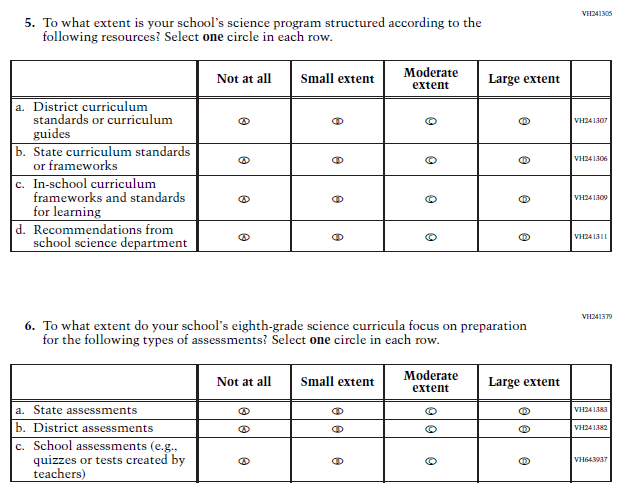 VH241305
5. To what extent is your school's science program structured according to the
following resources? Select one circle in each row.
Not at all Small extent Moderate extent Large extent
a. District curriculum
standards or curriculum
guides
A B C D VH241307
b. State curriculum standards
or frameworks
A B C D VH241306
c. In-school curriculum
frameworks and standards
for learning
A B C D VH241309
d. Recommendations from
school science department
A B C D VH241311
VH241379
6. To what extent do your school's eighth-grade science curricula focus on preparation
for the following types of assessments? Select one circle in each row.
Not at all Small extent Moderate extent Large extent
a. State assessments A B C D VH241383
b. District assessments A B C D VH241382
c. School assessments (e.g.,
quizzes or tests created by
teachers)
A B C D VH643937